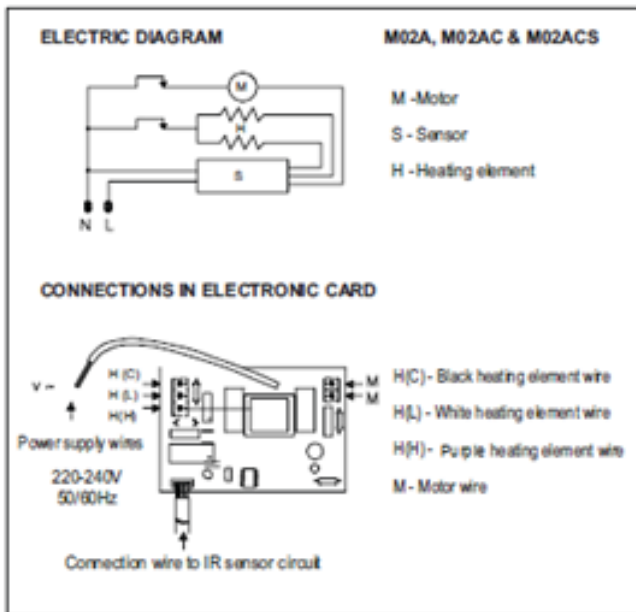 ELECTRIC DIAGRAM
M02A, M02AC & M02ACS
M
H
S
N L
M -Motor
S - Sensor
H - Heating element
CONNECTIONS IN ELECTRONIC CARD
V ~
H (C)
H (L)
H(H)
M
M
Power supply wires
220-240V
50/60Hz
Connection wire to IR sensor circuit
H(C) - Black heating element wire
H(L) - White heating element wire
H(H) - Purple heating element wire
M - Motor wire